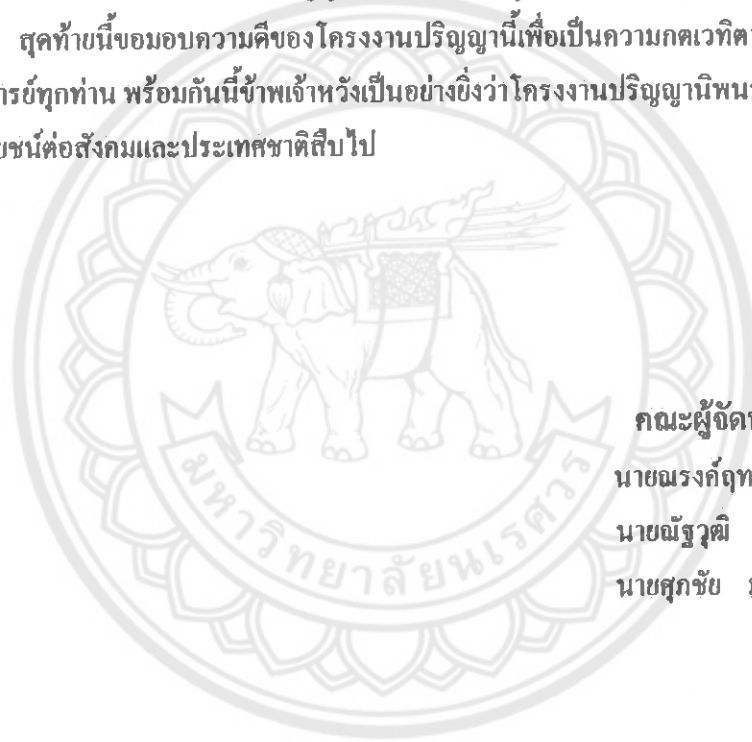 สุดท้ายนี้ขอมอบความดีของโครงงานปริญญานี้เพื่อเป็นความกตเวทิตา
ารย์ทุกท่าน พร้อมกันนี้ข้าพเจ้าหวังเป็นอย่างยิ่งว่าโครงงานปริญญานิพน
ยชน์ต่อสังคมและประเทศชาติสืบไป
คณะผู้จัด
นายณรงค์ฤท
นายณัฐวุฒิ
นายศุภชัย
มหาวิทยาลัยนเรศวร